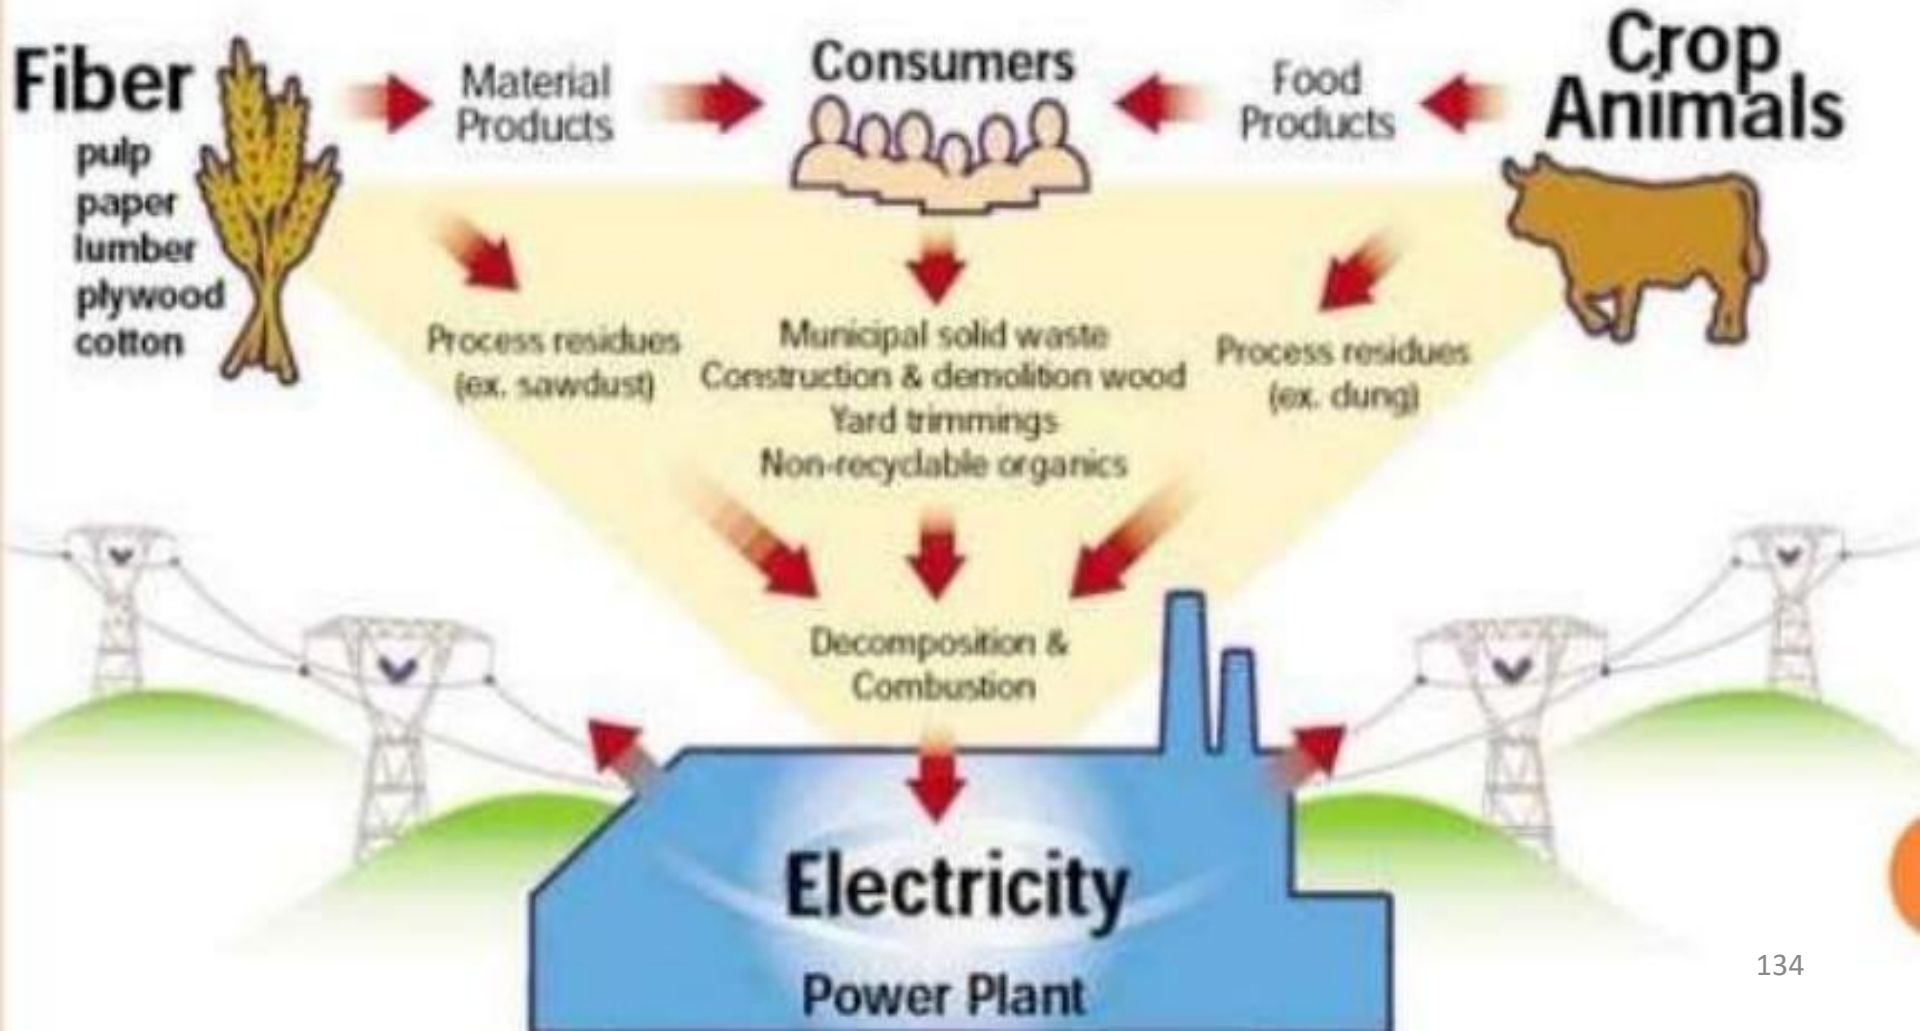 Fiber
pulp
paper
lumber
plywood
cotton
Material
Products
Consumers
Food
Products
Crop
Animals
Process residues
(ex. sawdust)
Municipal solid waste
Construction & demolition wood
Yard trimmings
Non-recyclable organics
Process residues
(ex. dung)
Decomposition &
Combustion
Electricity
Power Plant
134